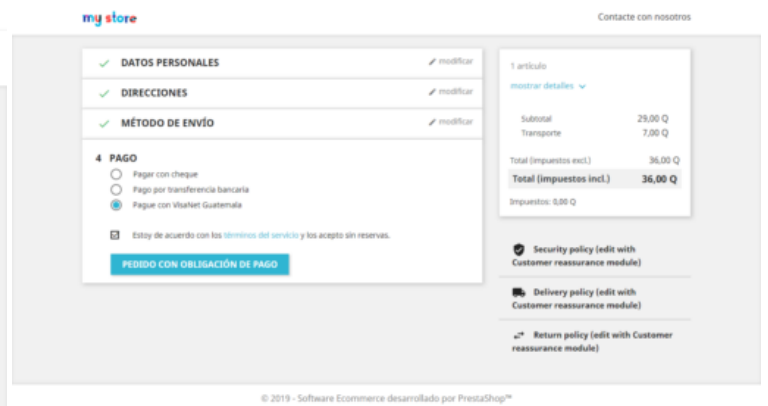 my store
Contacte con nosotros
DATOS PERSONALES
modificar
DIRECCIONES
modificar
MÉTODO DE ENVÍO
modificar
4 PAGO
Pagar con cheque
Pago por transferencia bancaria
Pague con VisaNet Guatemala
Estoy de acuerdo con los términos del servicio y los acepto sin reservas.
PEDIDO CON OBLIGACIÓN DE PAGO
1 artículo
mostrar detalles
Subtotal 29,00 Q
Transporte 7,00 Q
Total (impuestos excl.) 36,00 Q
Total (impuestos incl.) 36,00 Q
Impuestos: 0,00 Q
Security policy (edit with
Customer reassurance module)
Delivery policy (edit with
Customer reassurance module)
Return policy (edit with Customer
reassurance module)
© 2019 - Software Ecommerce desarrollado por PrestaShop™